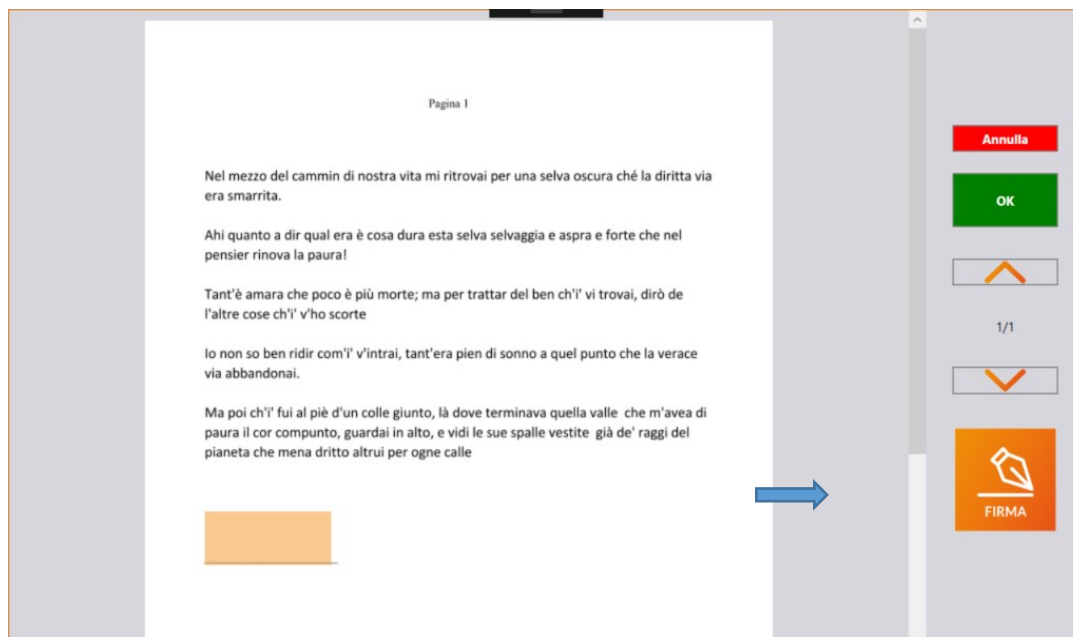 Pagina 1
Nel mezzo del cammin di nostra vita mi ritrovai per una selva oscura ché la diritta via
era smarrita.
Ahi quanto a dir qual era è cosa dura esta selva selvaggia e aspra e forte che nel
pensier rinova la paura!
Tant'è amara che poco è più morte; ma per trattar del ben ch'i' vi trovai, dirò de
l'altre cose ch'i' v'ho scorte
Io non so ben ridir com'i' v'intrai, tant'era pien di sonno a quel punto che la verace
via abbandonai.
Ma poi ch'i' fui al piè d'un colle giunto, là dove terminava quella valle  che m'avea di
paura il cor compunto, guardai in alto, e vidi le sue spalle vestite  già de' raggi del
pianeta che mena dritto altrui per ogne calle
Annulla
OK
1/1
FIRMA